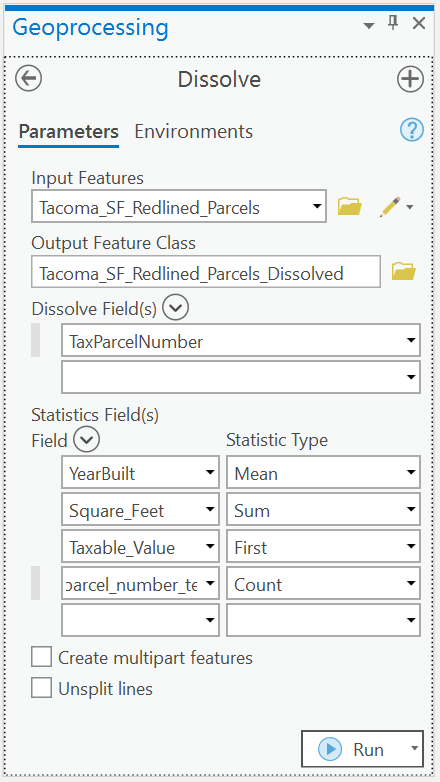 Geoprocessing
Dissolve
Parameters Environments
?
Input Features
Tacoma_SF_Redlined_Parcels
Output Feature Class
Tacoma_SF_Redlined_Parcels_Dissolved
Dissolve Field(s)
TaxParcelNumber
Statistics Field(s)
Field Statistic Type
YearBuilt Mean
Square_Feet Sum
Taxable_Value First
parcel_number_te Count
Create multipart features
Unsplit lines
Run